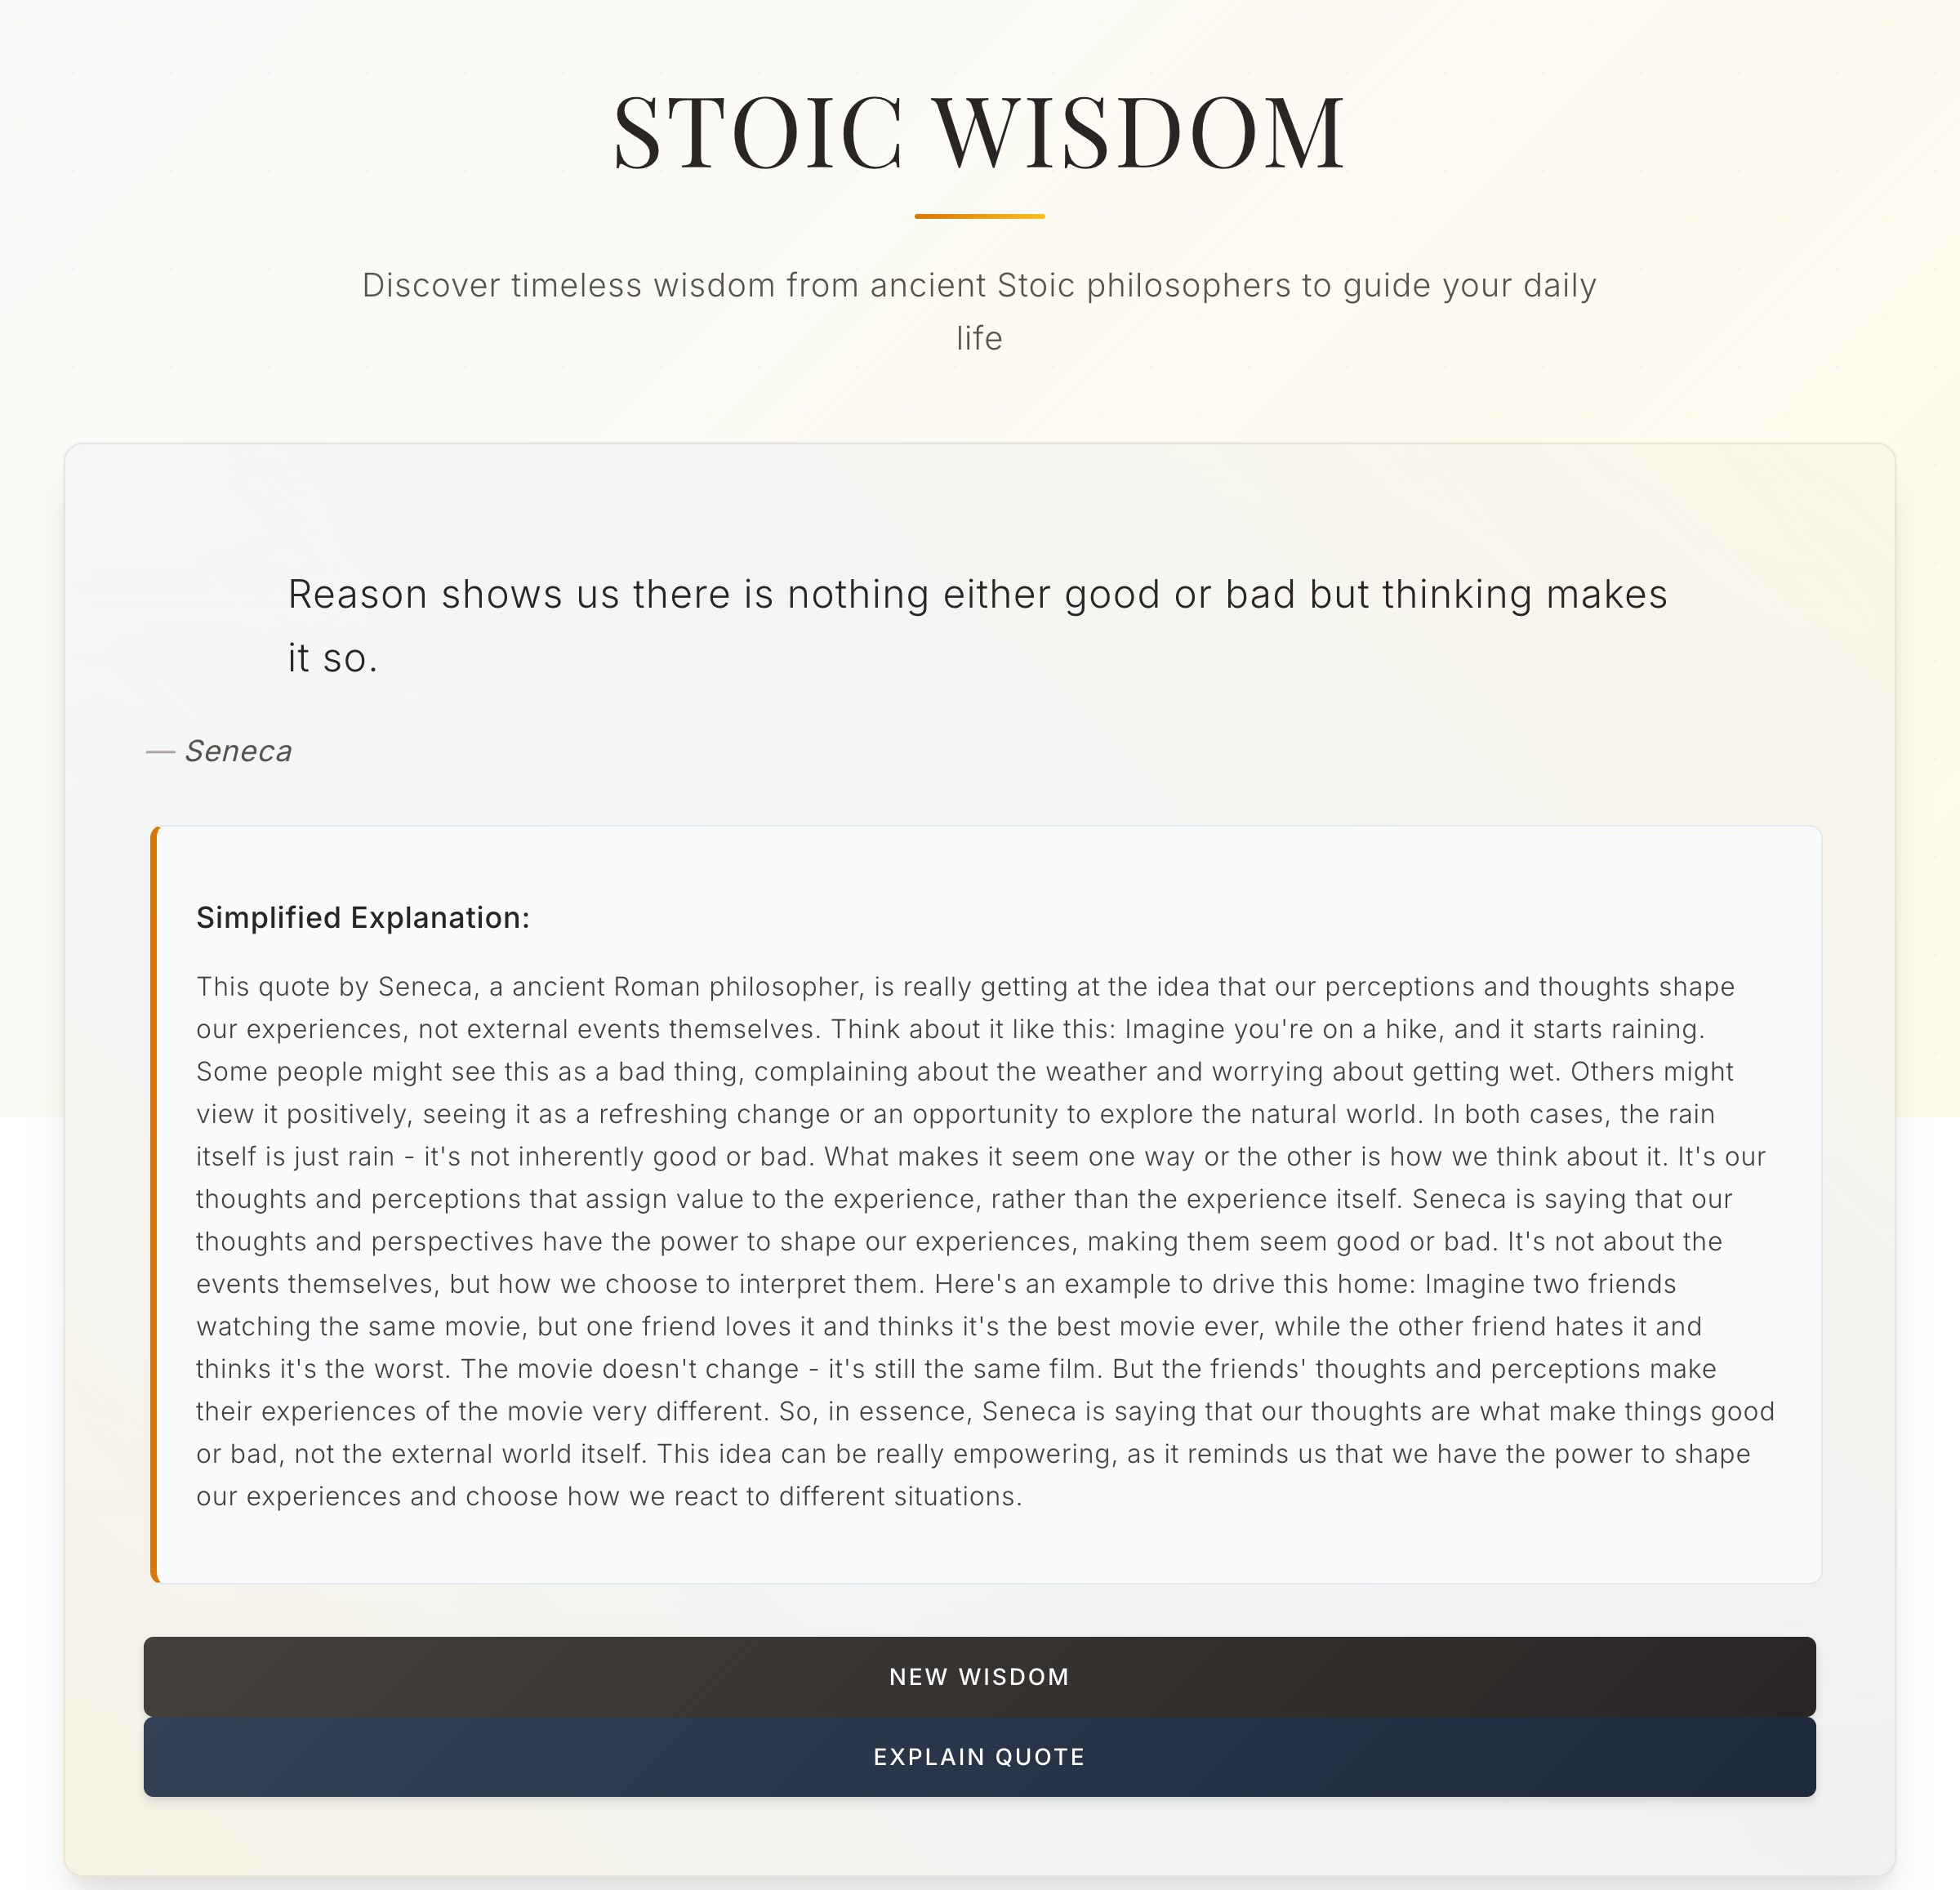 STOIC WISDOM
Discover timeless wisdom from ancient Stoic philosophers to guide your daily
life
Reason shows us there is nothing either good or bad but thinking makes
it so.
— Seneca
Simplified Explanation:
This quote by Seneca, a ancient Roman philosopher, is really getting at the idea that our perceptions and thoughts shape
our experiences, not external events themselves. Think about it like this: Imagine you're on a hike, and it starts raining.
Some people might see this as a bad thing, complaining about the weather and worrying about getting wet. Others might
view it positively, seeing it as a refreshing change or an opportunity to explore the natural world. In both cases, the rain
itself is just rain - it's not inherently good or bad. What makes it seem one way or the other is how we think about it. It's our
thoughts and perceptions that assign value to the experience, rather than the experience itself. Seneca is saying that our
thoughts and perspectives have the power to shape our experiences, making them seem good or bad. It's not about the
events themselves, but how we choose to interpret them. Here's an example to drive this home: Imagine two friends
watching the same movie, but one friend loves it and thinks it's the best movie ever, while the other friend hates it and
thinks it's the worst. The movie doesn't change - it's still the same film. But the friends' thoughts and perceptions make
their experiences of the movie very different. So, in essence, Seneca is saying that our thoughts are what make things good
or bad, not the external world itself. This idea can be really empowering, as it reminds us that we have the power to shape
our experiences and choose how we react to different situations.
NEW WISDOM
EXPLAIN QUOTE